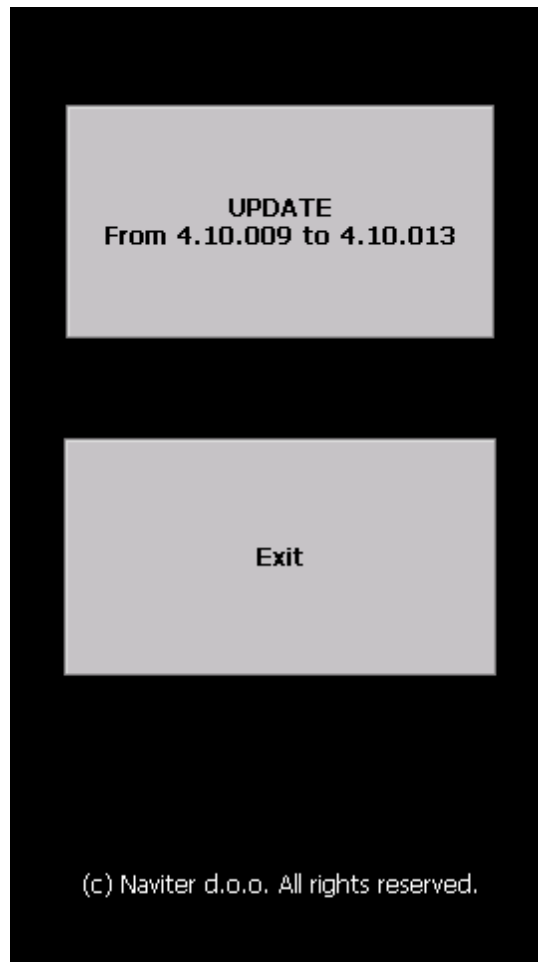 UPDATE
From 4.10.009 to 4.10.013
Exit
(c) Naviter d.o.o. All rights reserved.